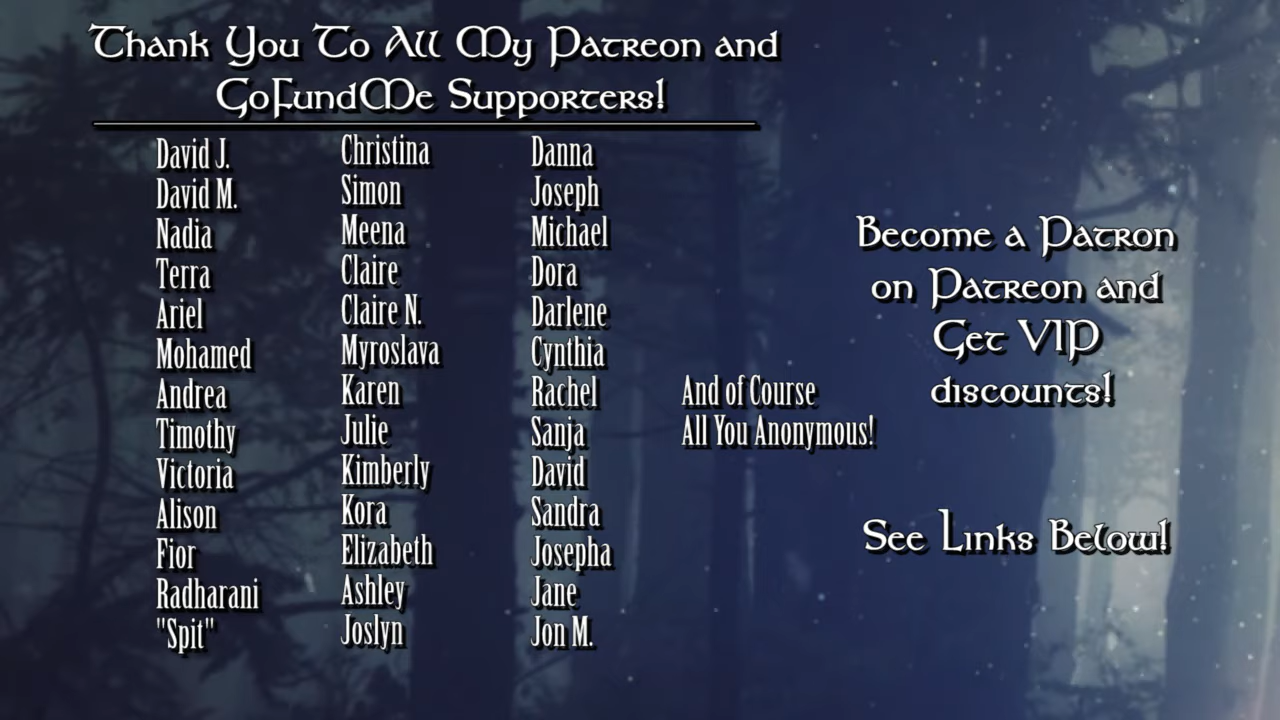 Thank You To All My Patreon and
GoFundMe Supporters!
David J.
David M.
Nadia
Terra
Ariel
Mohamed
Andrea
Timothy
Victoria
Alison
Fior
Radharani
"Spit"
Christina
Simon
Meena
Claire
Claire N.
Myroslava
Karen
Julie
Kimberly
Kora
Elizabeth
Ashley
Joslyn
Danna
Joseph
Michael
Dora
Darlene
Cynthia
Rachel
Sanja
David
Sandra
Josepha
Jane
Jon M.
And of Course
All You Anonymous!
Become a Patron
on Patreon and
Get VIP
discounts!
See Links Below!